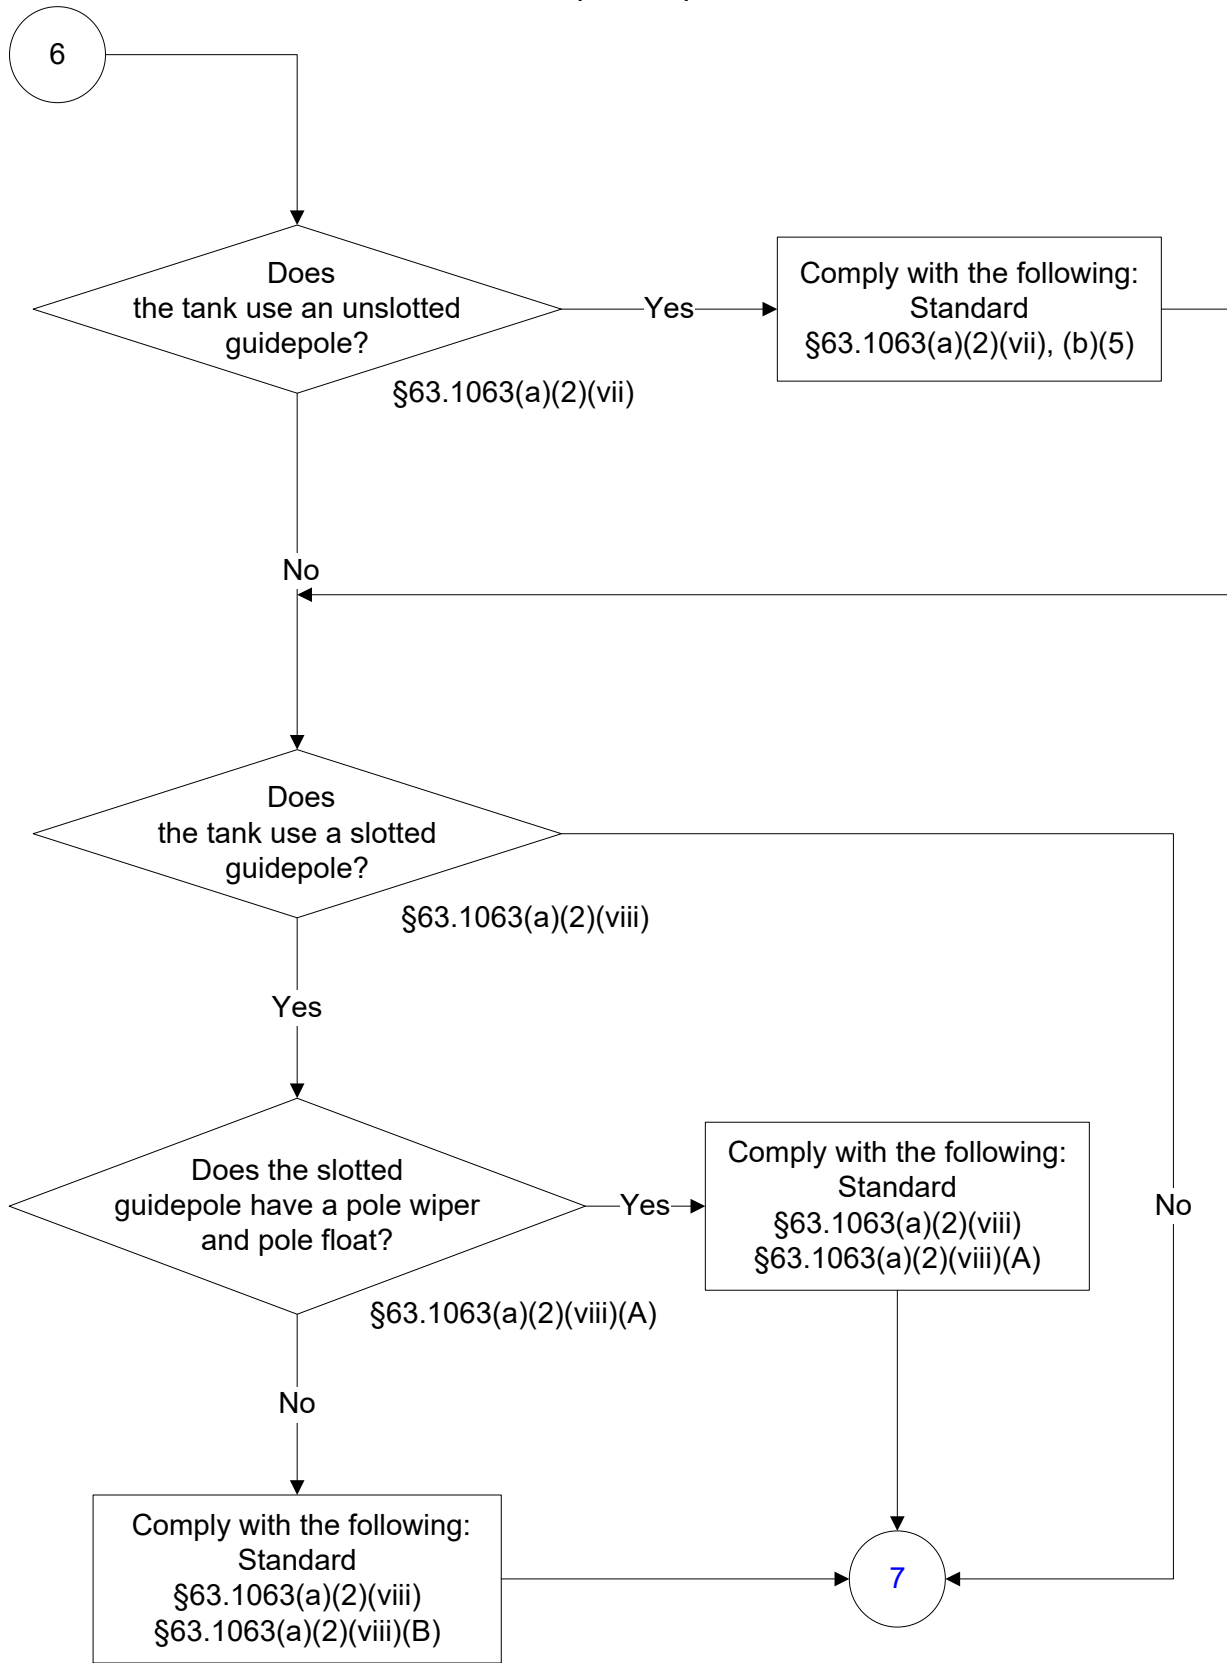 6
Does
the tank use an unslotted
guidepole?
Yes
Comply with the following:
Standard
§63.1063(a)(2)(vii), (b)(5)
§63.1063(a)(2)(vii)
No
Does
the tank use a slotted
guidepole?
§63.1063(a)(2)(viii)
Yes
Does the slotted
guidepole have a pole wiper
and pole float?
Yes
Comply with the following:
Standard
§63.1063(a)(2)(viii)
§63.1063(a)(2)(viii)(A)
No
§63.1063(a)(2)(viii)(A)
No
Comply with the following:
Standard
§63.1063(a)(2)(viii)
§63.1063(a)(2)(viii)(B)
7